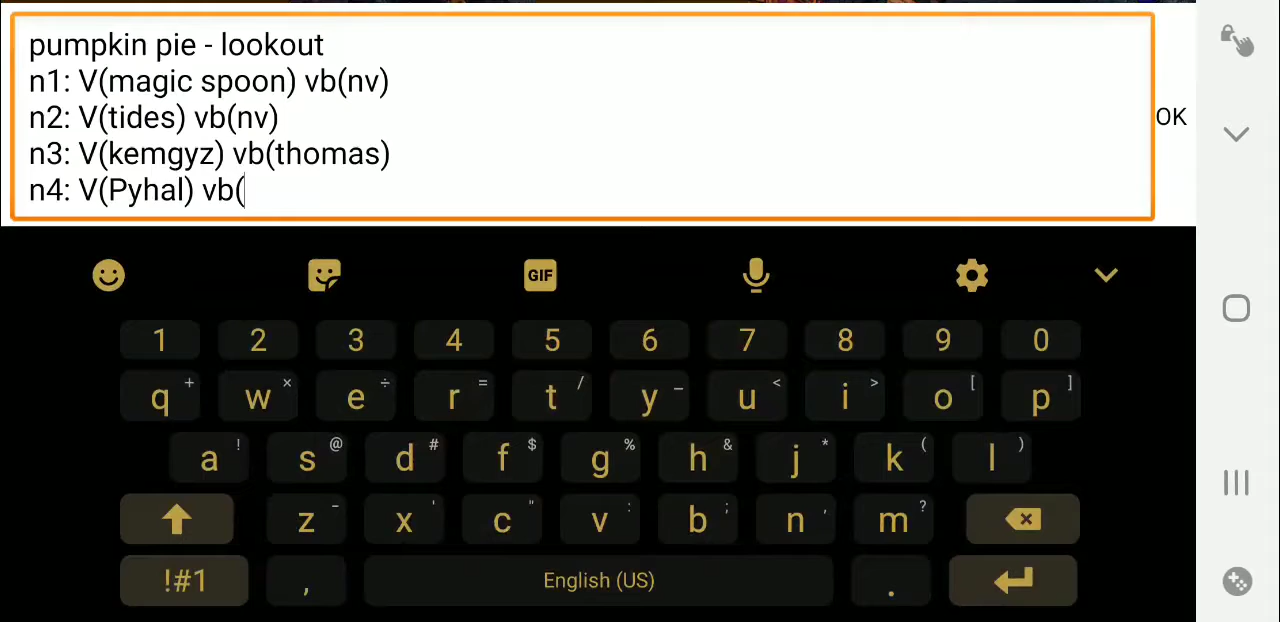 pumpkin pie - lookout
n1: V(magic spoon) vb(nv)
n2: V(tides) vb(nv)
n3: V(kemgyz) vb(thomas)
n4: V(Pyhal) vb(
OK
GIF
1 2 3 4 5 6 7 8 9 0
q + w × e ÷ r = t / y _ u < i > o [ p ]
a ! s @ d # f $ g % h & j * k ( l )
z - x ' c " v : b ; n , m ?
!#1 , English (US) .